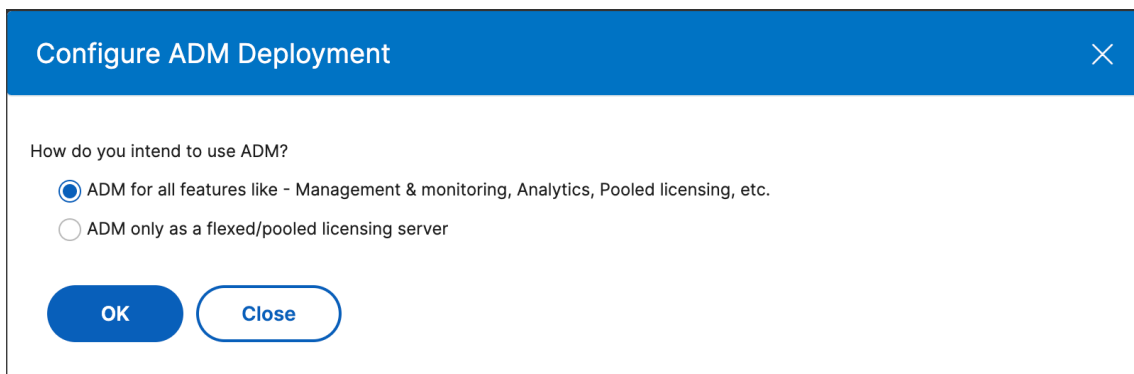 Configure ADM Deployment
How do you intend to use ADM?
ADM for all features like - Management & monitoring, Analytics, Pooled licensing, etc.
ADM only as a flexed/pooled licensing server
OK Close